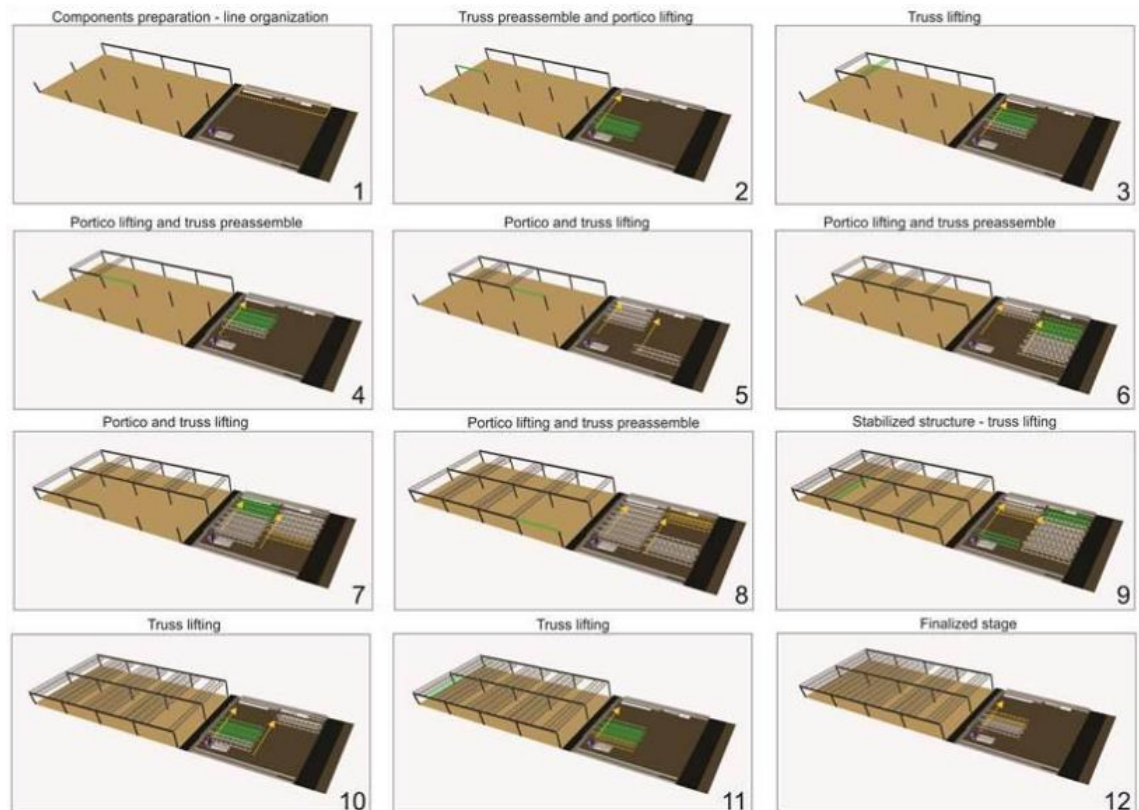 Components preparation - line organization
1
Truss preassemble and portico lifting
2
Truss lifting
3
Portico lifting and truss preassemble
4
Portico and truss lifting
5
Portico lifting and truss preassemble
6
Portico and truss lifting
7
Portico lifting and truss preassemble
8
Stabilized structure - truss lifting
9
Truss lifting
10
Truss lifting
11
Finalized stage
12